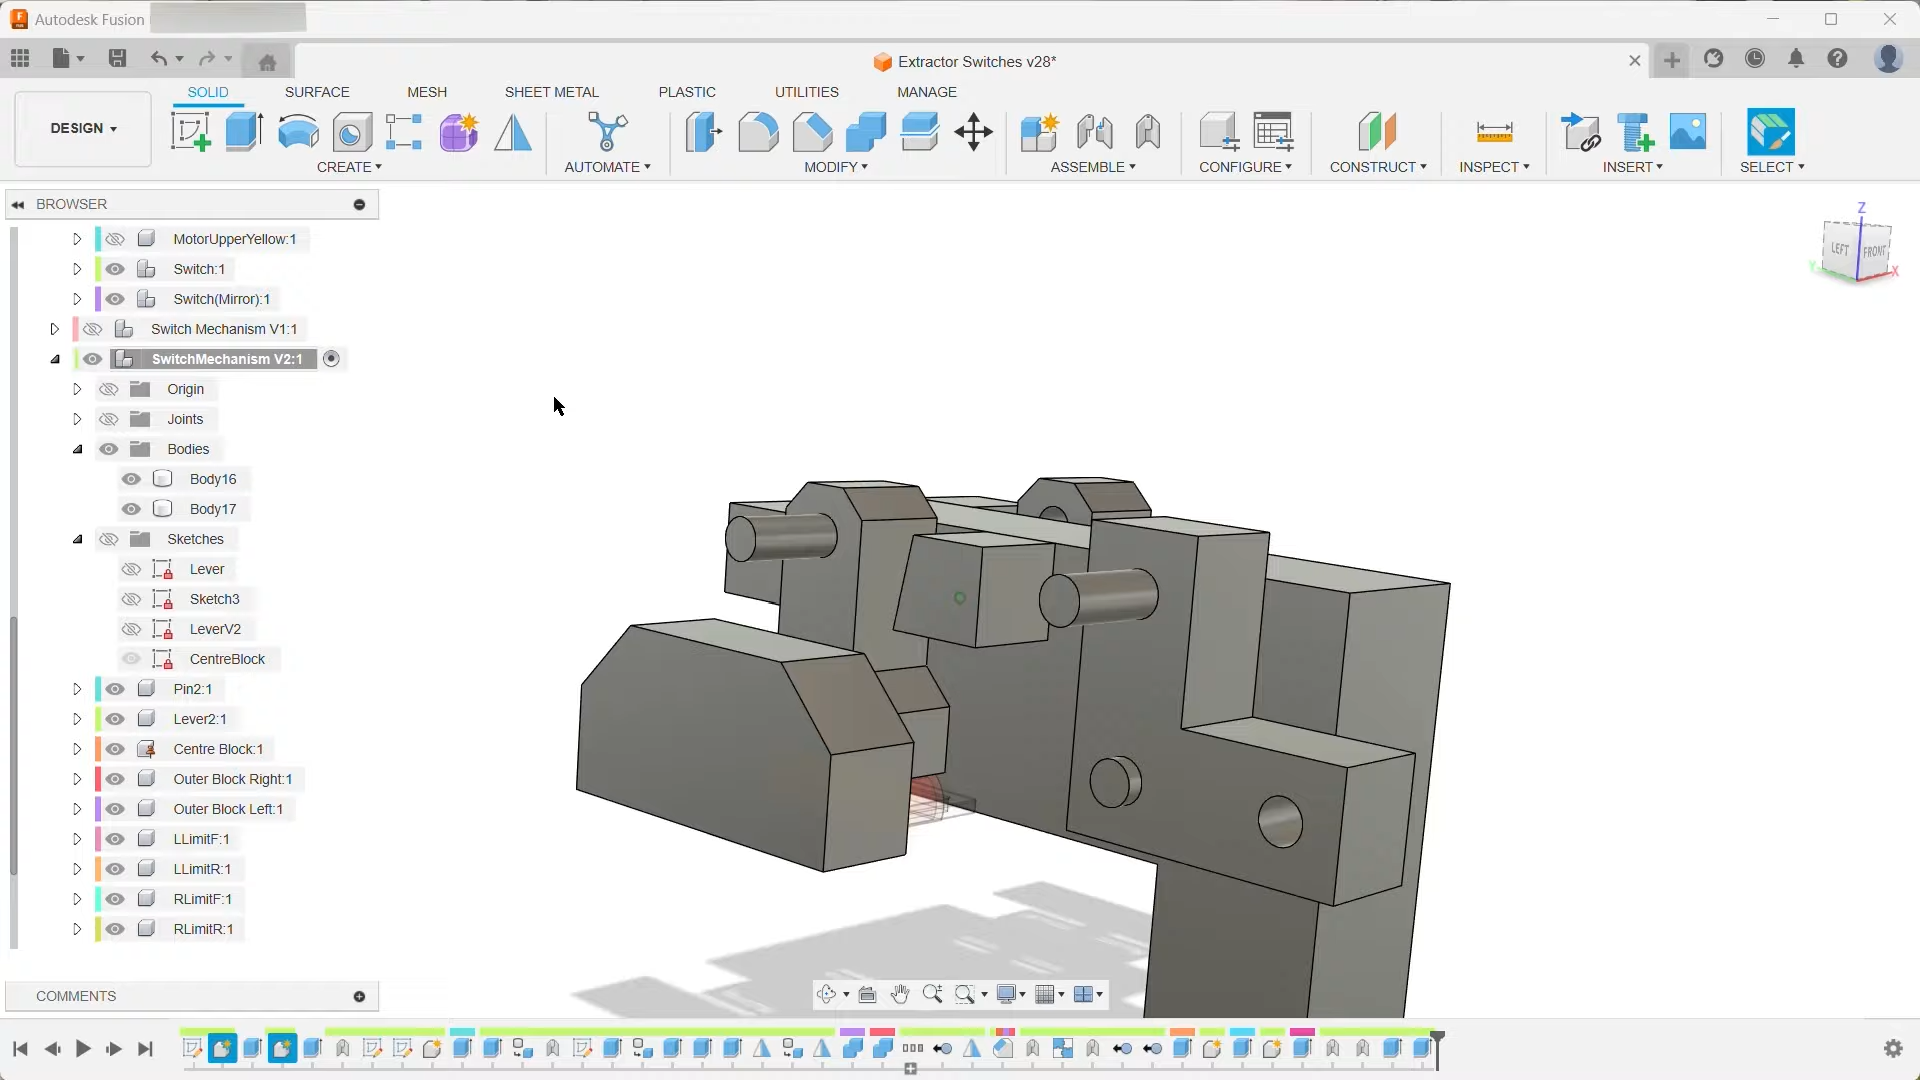 Autodesk Fusion
Extractor Switches v28*
SOLID
SURFACE
MESH
SHEET METAL
PLASTIC
UTILITIES
MANAGE
DESIGN
CREATE
AUTOMATE
MODIFY
ASSEMBLE
CONFIGURE
CONSTRUCT
INSPECT
INSERT
SELECT
BROWSER
MotorUpperYellow:1
Switch:1
Switch(Mirror):1
Switch Mechanism V1:1
SwitchMechanism V2:1
Origin
Joints
Bodies
Body16
Body17
Sketches
Lever
Sketch3
LeverV2
CentreBlock
Pin2:1
Lever2:1
Centre Block:1
Outer Block Right:1
Outer Block Left:1
LLimitF:1
LLimitR:1
RLimitF:1
RLimitR:1
Z
LEFT
FRONT
Y
X
COMMENTS